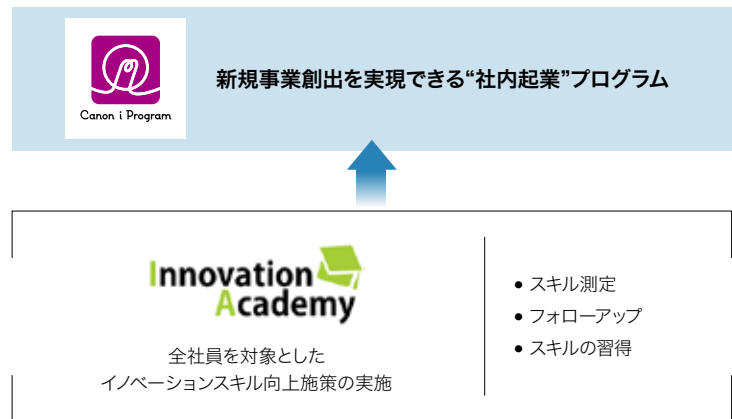 Canon i Program
新規事業創出を実現できる“社内起業”プログラム
Innovation
Academy
全社員を対象とした
イノベーションスキル向上施策の実施
● スキル測定
● フォローアップ
● スキルの習得